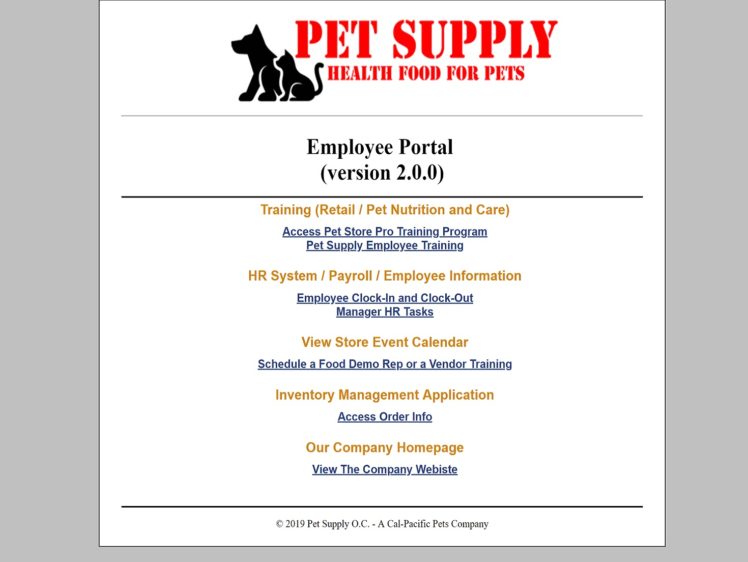 PET SUPPLY
HEALTH FOOD FOR PETS
Employee Portal
(version 2.0.0)
Training (Retail / Pet Nutrition and Care)
Access Pet Store Pro Training Program
Pet Supply Employee Training
HR System / Payroll / Employee Information
Employee Clock-In and Clock-Out
Manager HR Tasks
View Store Event Calendar
Schedule a Food Demo Rep or a Vendor Training
Inventory Management Application
Access Order Info
Our Company Homepage
View The Company Webiste
© 2019 Pet Supply O.C. - A Cal-Pacific Pets Company